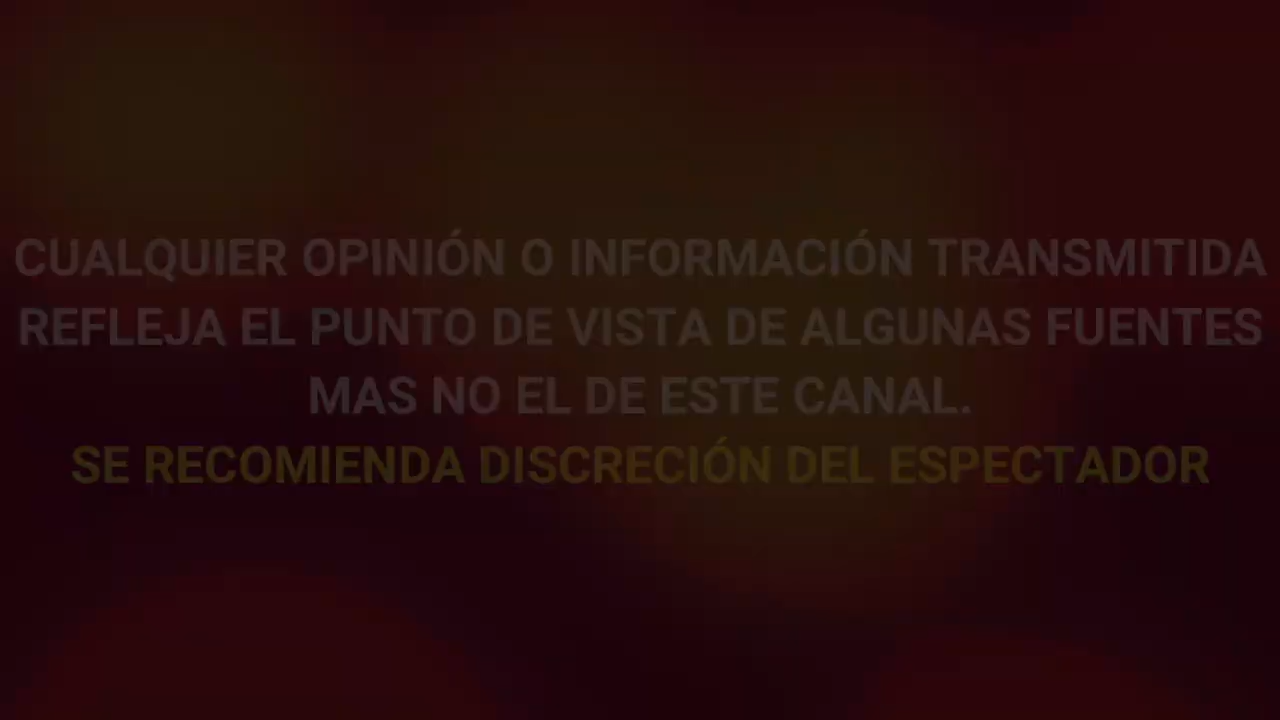 CUALQUIER OPINIÓN O INFORMACIÓN TRANSMITIDA
REFLEJA EL PUNTO DE VISTA DE ALGUNAS FUENTES
MAS NO EL DE ESTE CANAL.
SE RECOMIENDA DISCRECIÓN DEL ESPECTADOR